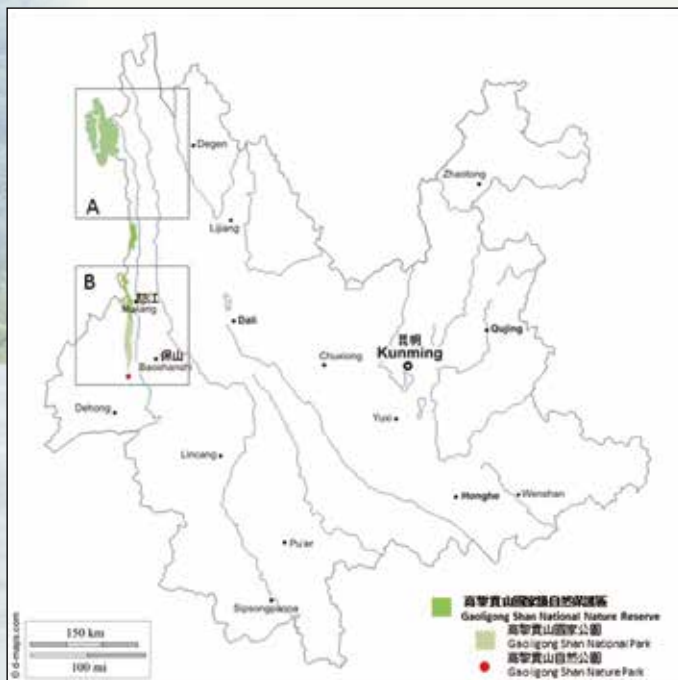 Degen
Zhaotong
A
Lijiang
B
怒江
Nujiang
Dali
Qujing
昆明
Kunming
保山
Baoshanshi
Chuxiong
Dehong
Yuxi
Lincang
Honghe
Wenshan
Pu'er
Sipsongpanna
高黎貢山國家級自然保護區
Gaoligong Shan National Nature Reserve
高黎貢山國家公園
Gaoligong Shan National Park
高黎貢山自然公園
Gaoligong Shan Nature Park
150 km
100 mi
© d-maps.com